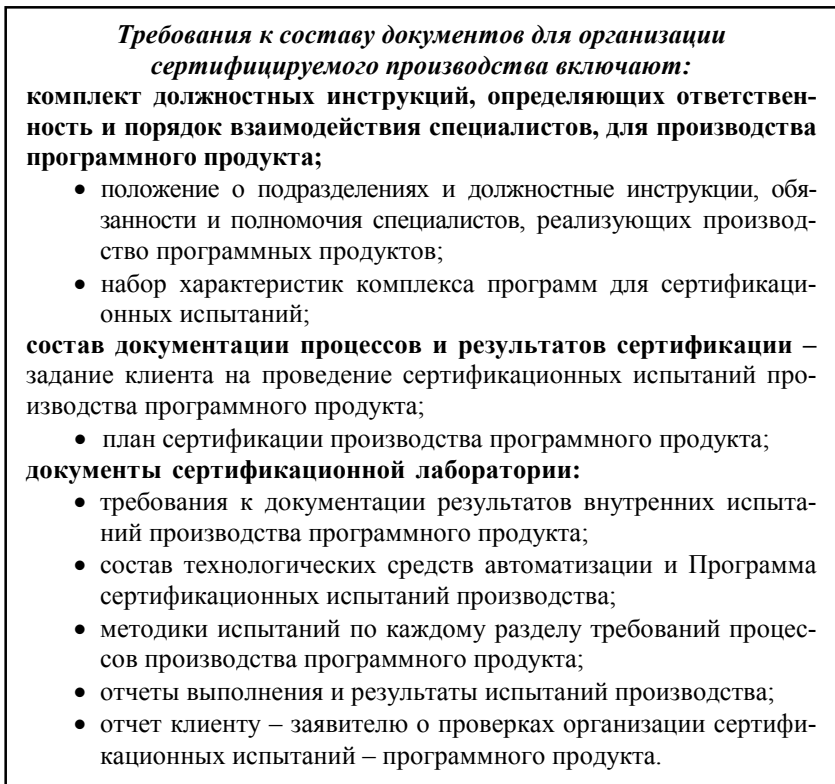 Требования к составу документов для организации
сертифицируемого производства включают:
комплект должностных инструкций, определяющих ответствен-
ность и порядок взаимодействия специалистов, для производства
программного продукта;
• положение о подразделениях и должностные инструкции, обя-
занности и полномочия специалистов, реализующих производ-
ство программных продуктов;
• набор характеристик комплекса программ для сертификаци-
онных испытаний;
состав документации процессов и результатов сертификации –
задание клиента на проведение сертификационных испытаний про-
изводства программного продукта;
• план сертификации производства программного продукта;
документы сертификационной лаборатории:
• требования к документации результатов внутренних испыта-
ний производства программного продукта;
• состав технологических средств автоматизации и Программа
сертификационных испытаний производства;
• методики испытаний по каждому разделу требований процес-
сов производства программного продукта;
• отчеты выполнения и результаты испытаний производства;
• отчет клиенту – заявителю о проверках организации сертифи-
кационных испытаний – программного продукта.